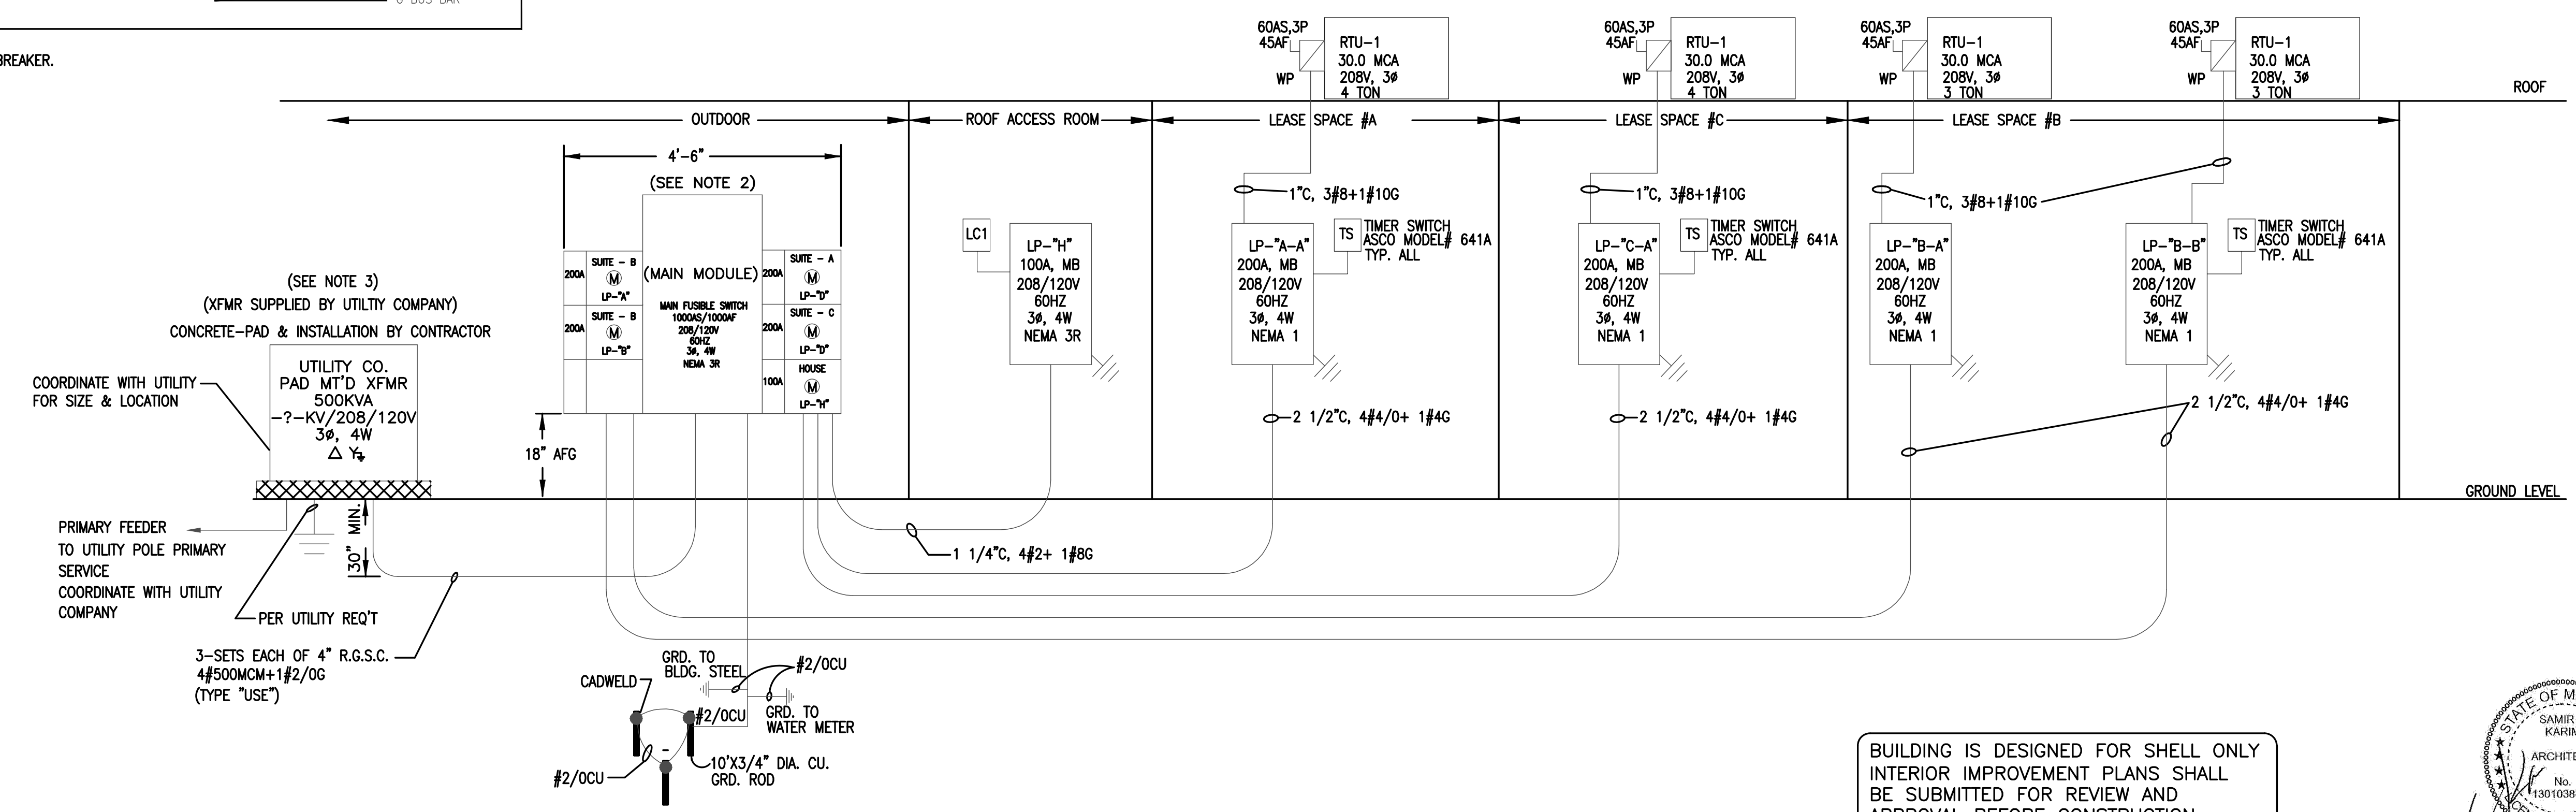 BREAKER.
60AS,3P
45AF
WP
RTU-1
30.0 MCA
208V, 3ø
4 TON
60AS,3P
45AF
WP
RTU-1
30.0 MCA
208V, 3ø
4 TON
60AS,3P
45AF
WP
RTU-1
30.0 MCA
208V, 3ø
3 TON
60AS,3P
45AF
WP
RTU-1
30.0 MCA
208V, 3ø
3 TON
ROOF
OUTDOOR
ROOF ACCESS ROOM
LEASE SPACE #A
LEASE SPACE #C
LEASE SPACE #B
4'-6"
(SEE NOTE 2)
(MAIN MODULE)
MAIN FUSIBLE SWITCH
1000AS/1000AF
208/120V
60HZ
3ø, 4W
NEMA 3R
200A
SUITE - B
M
LP-"A"
200A
SUITE - B
M
LP-"B"
200A
SUITE - A
M
LP-"D"
200A
SUITE - C
M
LP-"D"
100A
HOUSE
M
LP-"H"
18" AFG
(SEE NOTE 3)
(XFMR SUPPLIED BY UTILTIY COMPANY)
CONCRETE-PAD & INSTALLATION BY CONTRACTOR
UTILITY CO.
PAD MT'D XFMR
500KVA
-?-KV/208/120V
3ø, 4W
COORDINATE WITH UTILITY
FOR SIZE & LOCATION
LC1
LP-"H"
100A, MB
208/120V
60HZ
3ø, 4W
NEMA 3R
1"C, 3#8+1#10G
TS
TIMER SWITCH
ASCO MODEL# 641A
TYP. ALL
LP-"A-A"
200A, MB
208/120V
60HZ
3ø, 4W
NEMA 1
2 1/2"C, 4#4/0+ 1#4G
1"C, 3#8+1#10G
TS
TIMER SWITCH
ASCO MODEL# 641A
TYP. ALL
LP-"C-A"
200A, MB
208/120V
60HZ
3ø, 4W
NEMA 1
2 1/2"C, 4#4/0+ 1#4G
1"C, 3#8+1#10G
LP-"B-A"
200A, MB
208/120V
60HZ
3ø, 4W
NEMA 1
LP-"B-B"
200A, MB
208/120V
60HZ
3ø, 4W
NEMA 1
TS
TIMER SWITCH
ASCO MODEL# 641A
TYP. ALL
2 1/2"C, 4#4/0+ 1#4G
GROUND LEVEL
PRIMARY FEEDER
TO UTILITY POLE PRIMARY
SERVICE
COORDINATE WITH UTILITY
COMPANY
30" MIN.
PER UTILITY REQ'T
1 1/4"C, 4#2+ 1#8G
3-SETS EACH OF 4" R.G.S.C.
4#500MCM+1#2/0G
(TYPE "USE")
GRD. TO
BLDG. STEEL
#2/0CU
CADWELD
#2/0CU
GRD. TO
WATER METER
10'X3/4" DIA. CU.
GRD. ROD
#2/0CU
BUILDING IS DESIGNED FOR SHELL ONLY
INTERIOR IMPROVEMENT PLANS SHALL
BE SUBMITTED FOR REVIEW AND
APPROVAL BEFORE CONSTRUCTION
STATE OF M
SAMIR
KARIM
ARCHITE
No.
1301038